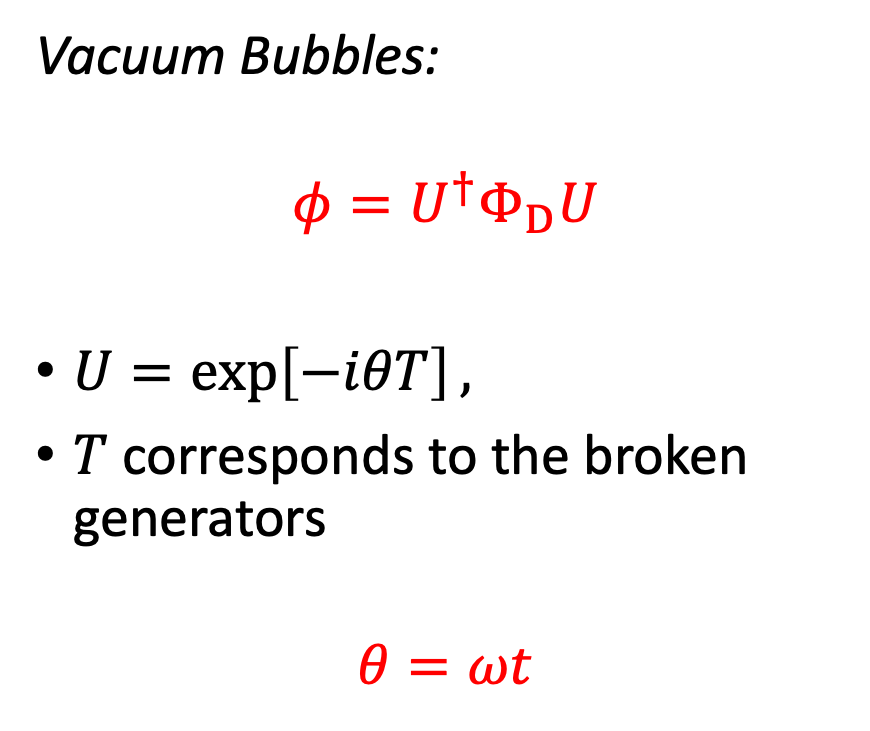 Vacuum Bubbles:
ϕ = U†Φ_D U
• U = exp[−iθT] ,
• T corresponds to the broken
generators
θ = ωt